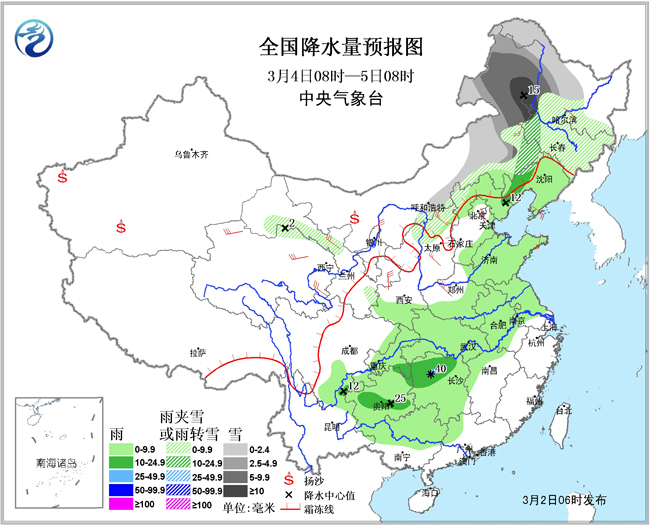 全国降水量预报图
3月4日08时—5日08时
中央气象台
15
哈尔滨
长春
乌鲁木齐
沈阳
12
呼和浩特
北京
天津
2
银川
太原
石家庄
济南
西宁
兰州
郑州
西安
合肥
南京
上海
杭州
武汉
拉萨
成都
重庆
40
长沙
南昌
12
25
贵阳
福州
台北
昆明
南宁
广州
香港
澳门
海口
南海诸岛
雨 雨夹雪或雨转雪 雪
0-9.9 0-9.9 0-2.4
10-24.9 10-24.9 2.5-4.9
25-49.9 25-49.9 5-9.9
50-99.9 50-99.9 ≥10
≥100 ≥100 单位:毫米
扬沙
降水中心值
霜冻线
3月2日06时发布